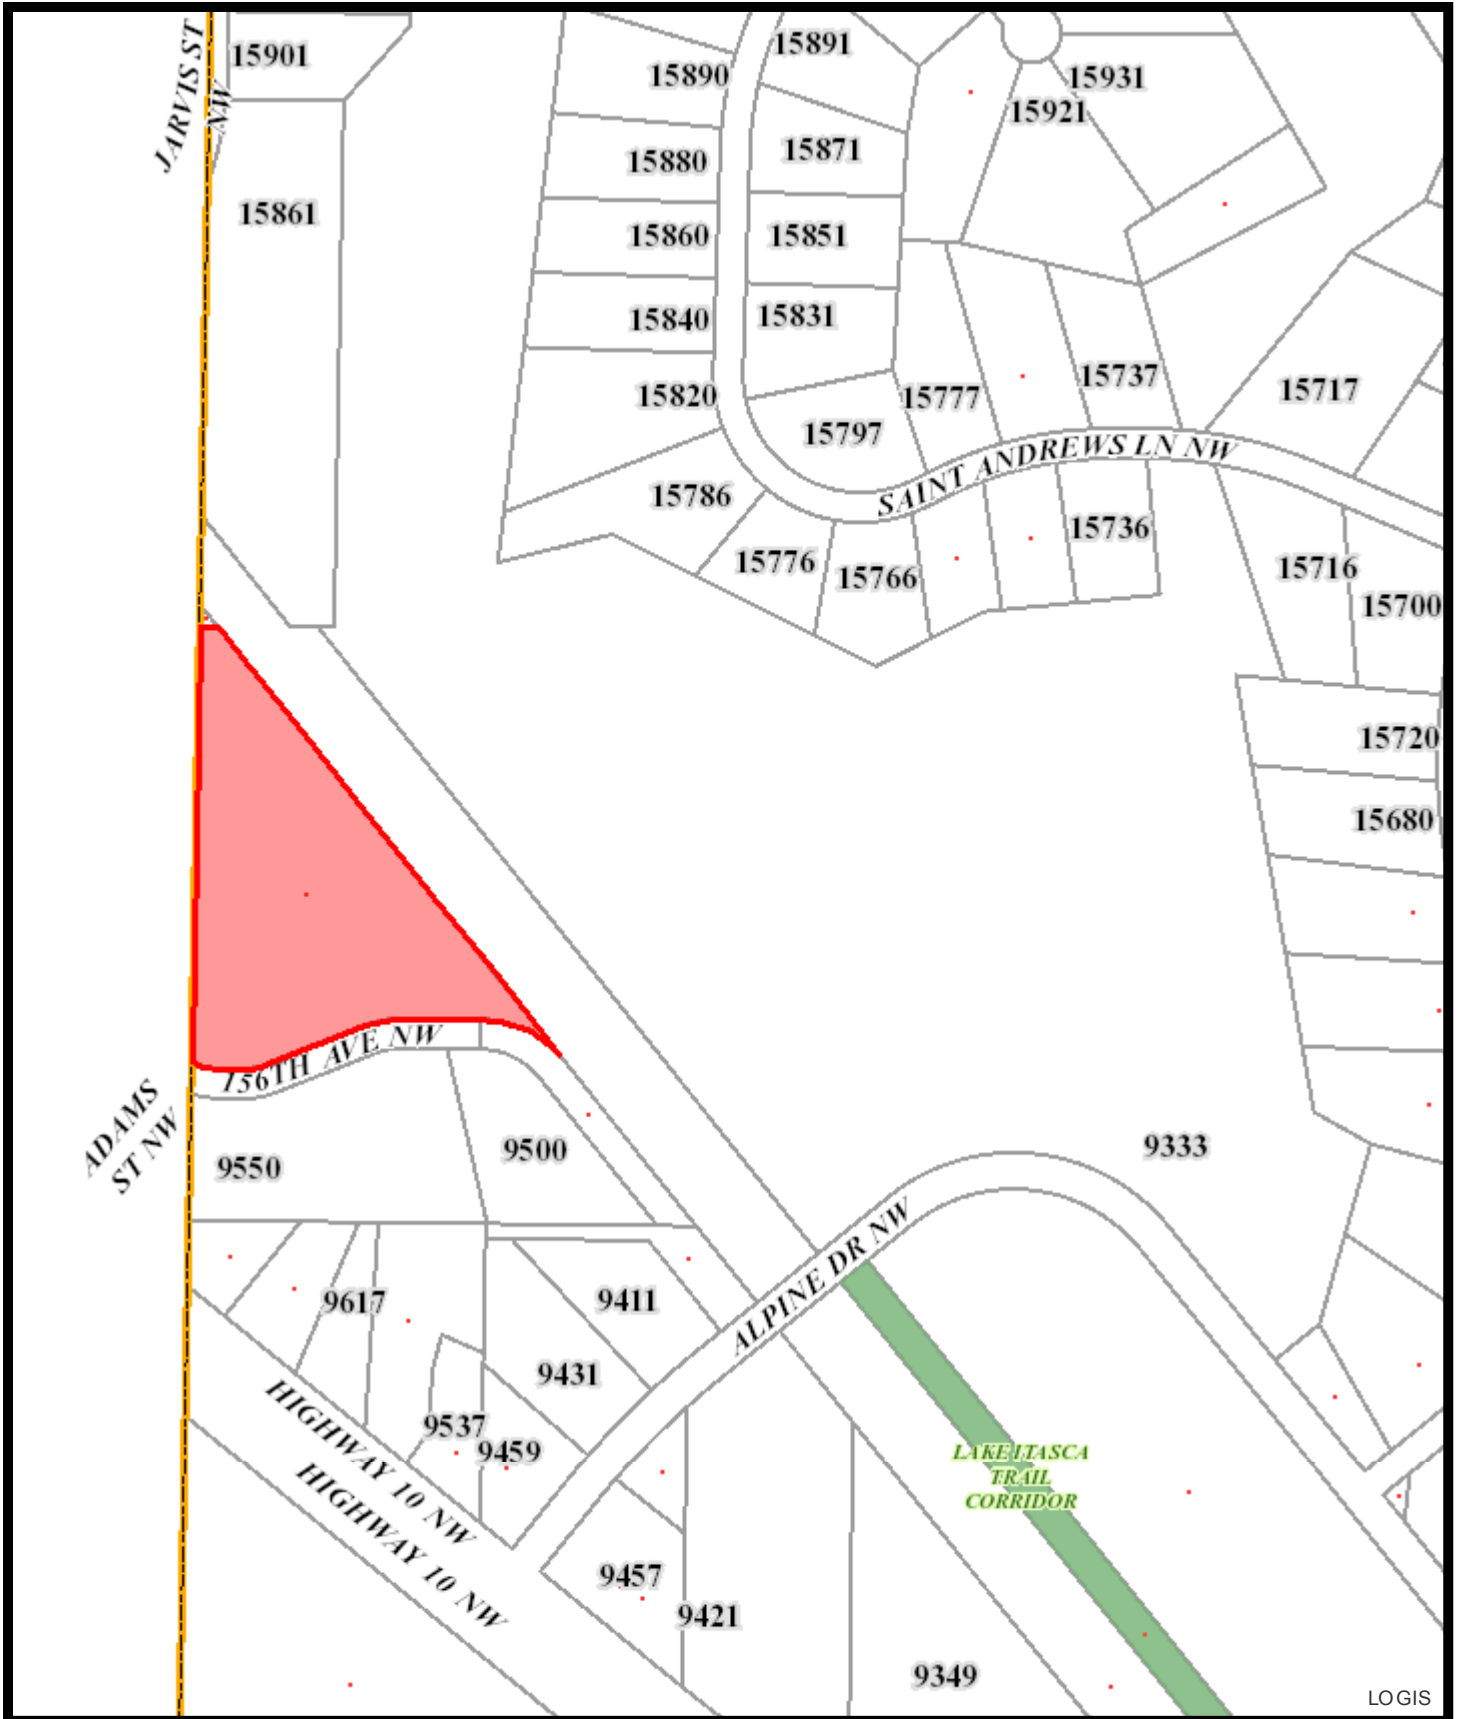 JARVIS ST
NW
15901
15861
15890
15891
15931
15921
15880
15871
15860
15851
15840
15831
15820
15797
15777
15737
15717
SAINT ANDREWS LN NW
15786
15776
15766
15736
15716
15700
15720
15680
156TH AVE NW
ADAMS
ST NW
9550
9500
9333
ALPINE DR NW
9617
9411
9431
9537
9459
HIGHWAY 10 NW
HIGHWAY 10 NW
LAKE ITASCA
TRAIL
CORRIDOR
9457
9421
9349
LOGIS